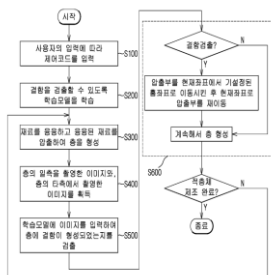 시작
사용자의 입력에 따라
제어코드를 입력
S100
결함을 검출할 수 있도록
학습모델을 학습
S200
재료를 용융하고 용융된 재료를
압출하여 층을 형성
S300
층의 일측을 촬영한 이미지와,
층의 타측에서 촬영한
이미지를 획득
S400
학습모델에 이미지를 입력하여
층에 결함이 형성되었는지를
검출
S500
결함검출?
N
Y
압출부를 현재좌표에서 기설정된
홈좌표로 이동시킨 후 현재좌표로
압출부를 재이동
계속해서 층 형성
S600
적층체
제조 완료?
N
Y
종료